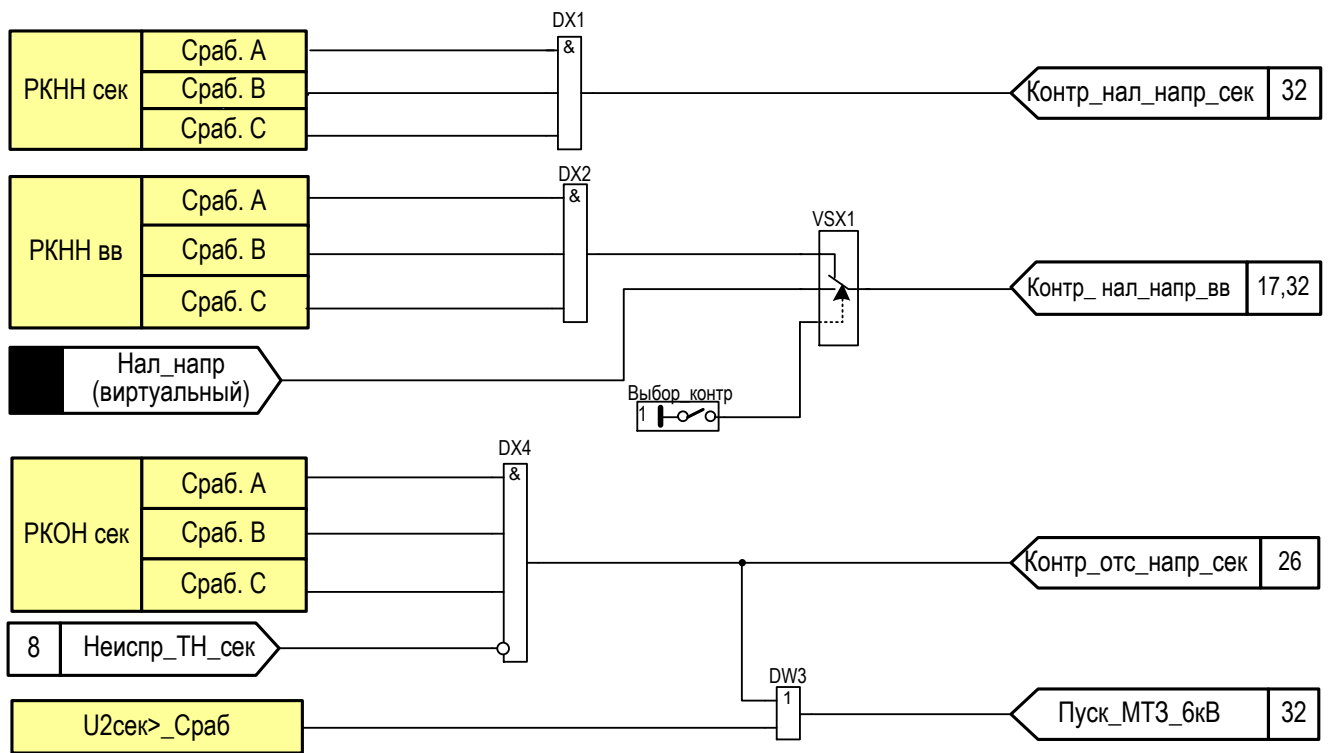 DX1
РКНН сек
Сраб. A
Сраб. B
Сраб. C
&
Контр_нал_напр_сек
32
DX2
РКНН вв
Сраб. A
Сраб. B
Сраб. C
&
VSX1
Контр_ нал_напр_вв
17,32
Нал_напр
(виртуальный)
Выбор_контр
1
DX4
РКОН сек
Сраб. A
Сраб. B
Сраб. C
&
Контр_отс_напр_сек
26
8
Неиспр_ТН_сек
DW3
1
U2сек>_Сраб
Пуск_МТЗ_6кВ
32